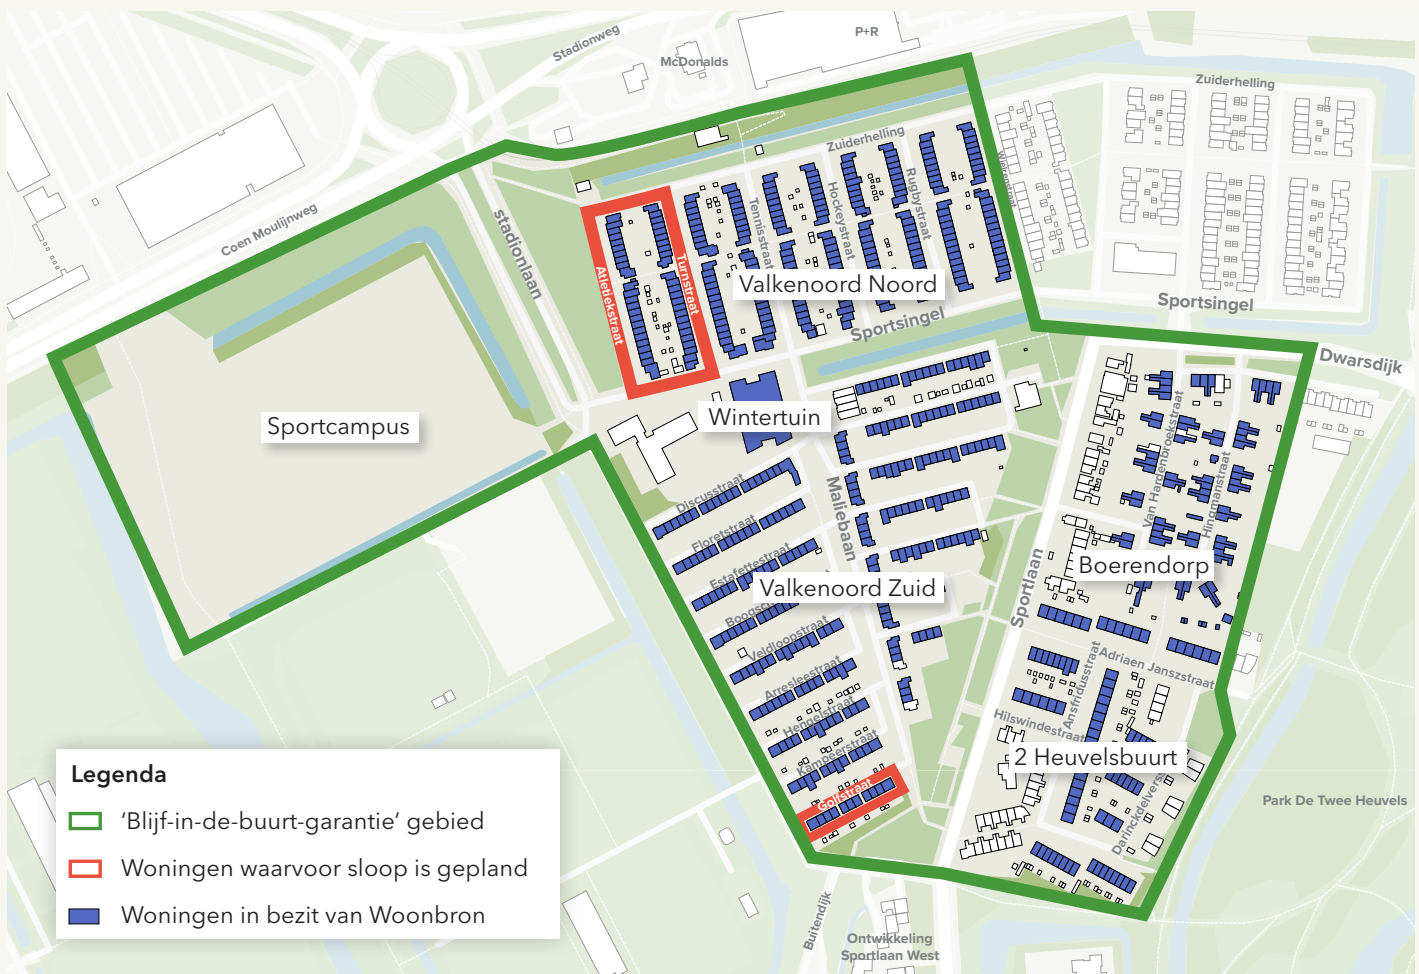 Stadionweg
P+R
McDonalds
Zuiderhelling
Zuiderhelling
Coen Moulijnweg
stadionlaan
Atletiekstraat
Turnstraat
Tennisstraat
Hockeystraat
Rugbystraat
Valkenoord Noord
Sportsingel
Sportsingel
Dwarsdijk
Sportcampus
Wintertuin
Discusstraat
Floretstraat
Estafettestraat
Maliebaan
Valkenoord Zuid
Veldloopstraat
Arresleestraat
Hengelstraat
Kampeerstraat
Golfstraat
Sportlaan
Van Hardenbroekstraat
Hingmanstraat
Boerendorp
Adriaen Janszstraat
Ansfridusstraat
Hilswindestraat
2 Heuvelsbuurt
Park De Twee Heuvels
Buitendijk
Ontwikkeling
Sportlaan West
Legenda
‘Blijf-in-de-buurt-garantie’ gebied
Woningen waarvoor sloop is gepland
Woningen in bezit van Woonbron